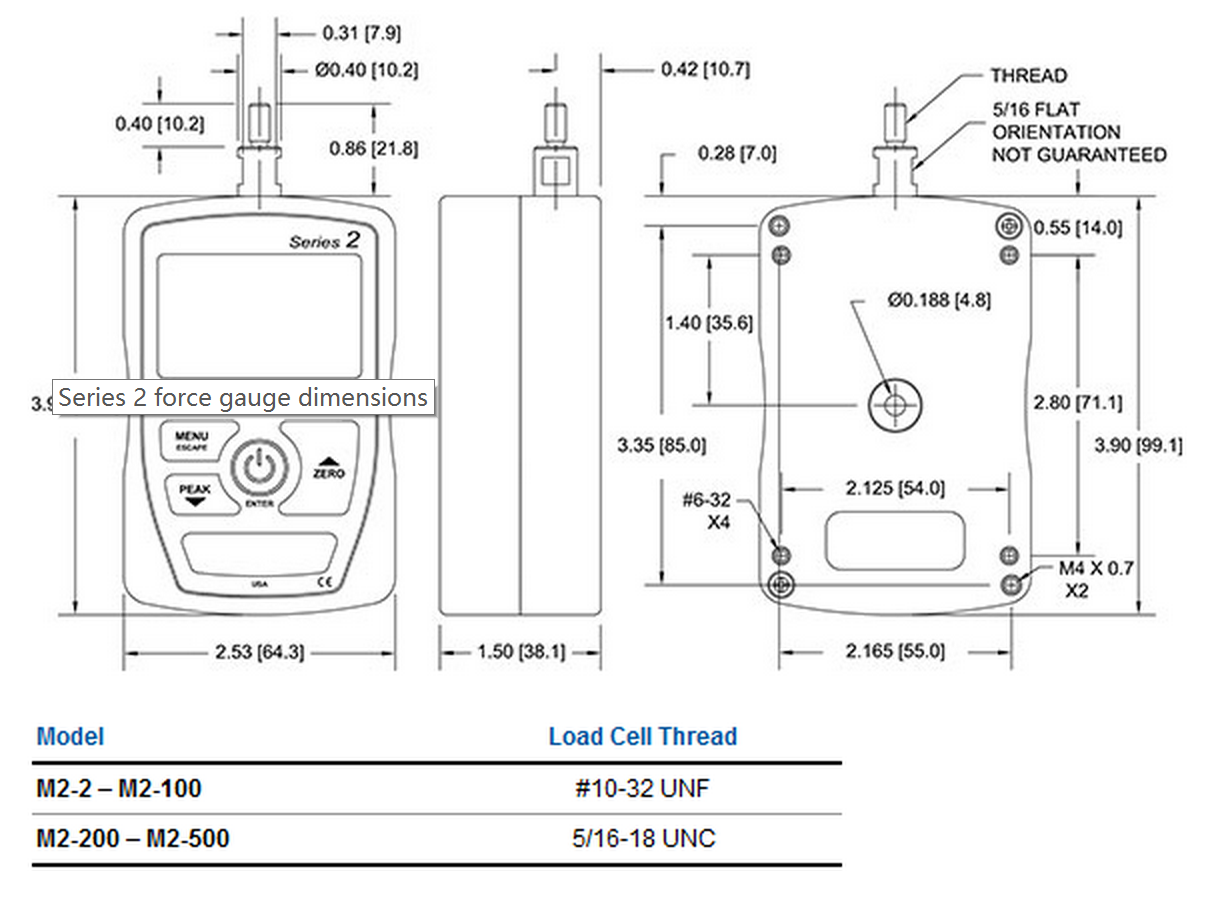 0.31 [7.9]
Ø0.40 [10.2]
0.40 [10.2]
0.86 [21.8]
Series 2
3.9
Series 2 force gauge dimensions
MENU
ESCAPE
PEAK
ENTER
ZERO
USA
CE
2.53 [64.3]
0.42 [10.7]
1.50 [38.1]
THREAD
5/16 FLAT
ORIENTATION
NOT GUARANTEED
0.28 [7.0]
0.55 [14.0]
Ø0.188 [4.8]
1.40 [35.6]
2.80 [71.1]
3.35 [85.0]
3.90 [99.1]
2.125 [54.0]
#6-32
X4
M4 X 0.7
X2
2.165 [55.0]
Model Load Cell Thread
M2-2 – M2-100 #10-32 UNF
M2-200 – M2-500 5/16-18 UNC